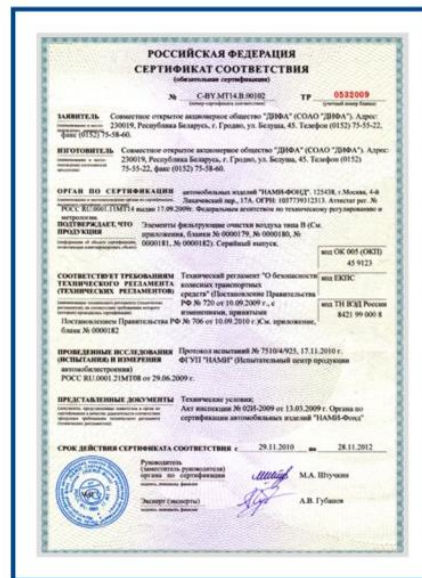 РОССИЙСКАЯ ФЕДЕРАЦИЯ
СЕРТИФИКАТ СООТВЕТСТВИЯ
(обязательная сертификация)
№ C-BY.МТ14.В.00102 ТР 0532009
(номер сертификата соответствия) (учетный номер бланка)
ЗАЯВИТЕЛЬ Совместное открытое акционерное общество "ДИФА" (СОАО "ДИФА"). Адрес:
230019, Республика Беларусь, г. Гродно, ул. Белуша, 45. Телефон (0152) 75-55-22,
факс (0152) 75-58-60.
ИЗГОТОВИТЕЛЬ Совместное открытое акционерное общество "ДИФА" (СОАО "ДИФА"). Адрес:
230019, Республика Беларусь, г. Гродно, ул. Белуша, 45. Телефон (0152)
75-55-22, факс (0152) 75-58-60.
ОРГАН ПО СЕРТИФИКАЦИИ автомобильных изделий "НАМИ-ФОНД". 125438, г.Москва, 4-й
Лихачевский пер., 17А. ОГРН: 1037739312313. Аттестат рег. №
РОСС RU.0001.11МТ14 выдан 17.09.2009г. Федеральным агентством по техническому регулированию и
метрологии.
ПОДТВЕРЖДАЕТ, ЧТО ПРОДУКЦИЯ Элементы фильтрующие очистки воздуха типа В (См.
приложения, бланки № 0000179, № 0000180, №
0000181, № 0000182). Серийный выпуск.
код ОК 005 (ОКП)
45 9123
СООТВЕТСТВУЕТ ТРЕБОВАНИЯМ ТЕХНИЧЕСКОГО РЕГЛАМЕНТА (ТЕХНИЧЕСКИХ РЕГЛАМЕНТОВ)
Технический регламент "О безопасности
колесных транспортных
средств" (Постановление Правительства
РФ № 720 от 10.09.2009 г., с
изменениями, принятыми
Постановлением Правительства РФ № 706 от 10.09.2010 г.)См. приложение,
бланк № 0000182
код ЕКПС
код ТН ВЭД России
8421 99 000 8
ПРОВЕДЕННЫЕ ИССЛЕДОВАНИЯ (ИСПЫТАНИЯ) И ИЗМЕРЕНИЯ Протокол испытаний № 7510/4/925, 17.11.2010 г.
ФГУП "НАМИ" (Испытательный центр продукции
автомобилестроения)
РОСС RU.0001.21МТ08 от 29.06.2009 г.
ПРЕДСТАВЛЕННЫЕ ДОКУМЕНТЫ Технические условия;
Акт инспекции № 02И-2009 от 13.03.2009 г. Органа по
сертификации автомобильных изделий "НАМИ-Фонд"
СРОК ДЕЙСТВИЯ СЕРТИФИКАТА СООТВЕТСТВИЯ с 29.11.2010 по 28.11.2012
Руководитель
(заместитель руководителя)
органа по сертификации
М.А. Штучкин
Эксперт (эксперты)
А.В. Губанов